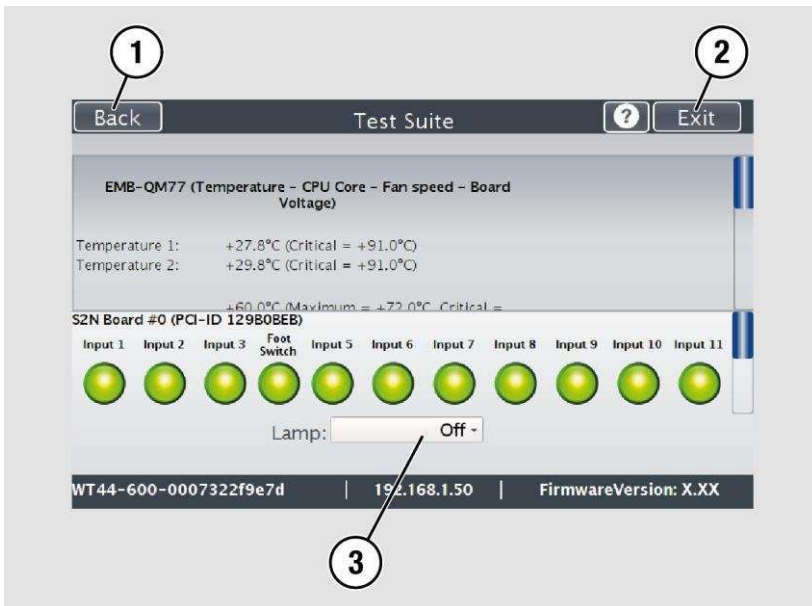 1
2
Back
Test Suite
?
Exit
EMB-QM77 (Temperature - CPU Core - Fan speed - Board
Voltage)
Temperature 1: +27.8°C (Critical = +91.0°C)
Temperature 2: +29.8°C (Critical = +91.0°C)
+60.0°C (Maximum = +72.0°C, Critical =
S2N Board #0 (PCI-ID 129B0BEB)
Input 1 Input 2 Input 3 Foot Switch Input 5 Input 6 Input 7 Input 8 Input 9 Input 10 Input 11
Lamp: Off
WT44-600-0007322f9e7d | 192.168.1.50 | FirmwareVersion: X.XX
3